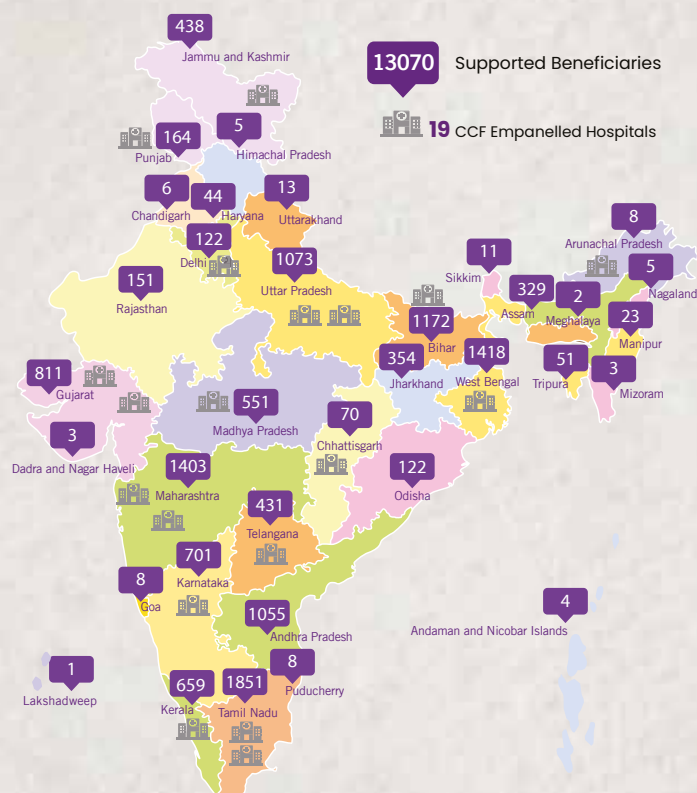 438
Jammu and Kashmir
13070 Supported Beneficiaries
19 CCF Empanelled Hospitals
164
Punjab
5
Himachal Pradesh
6
Chandigarh
44
Haryana
13
Uttarakhand
122
Delhi
1073
Uttar Pradesh
151
Rajasthan
8
Arunachal Pradesh
11
Sikkim
5
Nagaland
329
Assam
2
Meghalaya
23
Manipur
1172
Bihar
354
Jharkhand
1418
West Bengal
51
Tripura
3
Mizoram
811
Gujarat
551
Madhya Pradesh
70
Chhattisgarh
3
Dadra and Nagar Haveli
1403
Maharashtra
122
Odisha
431
Telangana
701
Karnataka
8
Goa
1055
Andhra Pradesh
4
Andaman and Nicobar Islands
1
Lakshadweep
659
Kerala
1851
Tamil Nadu
8
Puducherry